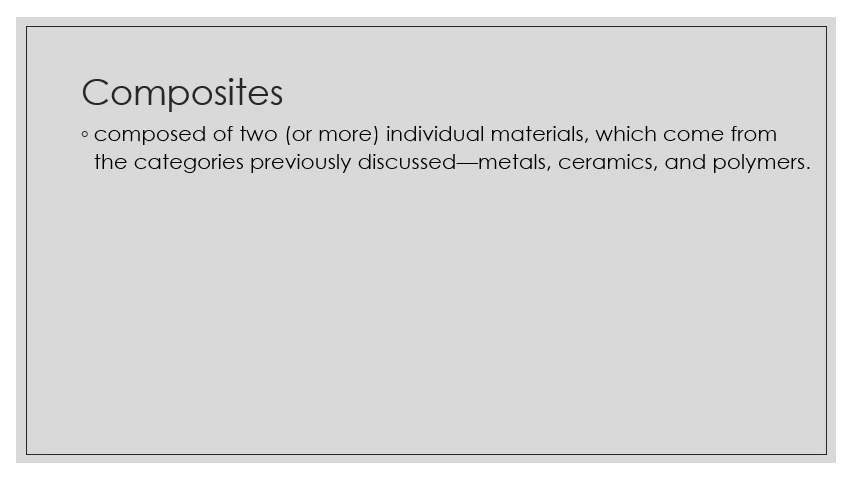 Composites
◦ composed of two (or more) individual materials, which come from
the categories previously discussed—metals, ceramics, and polymers.